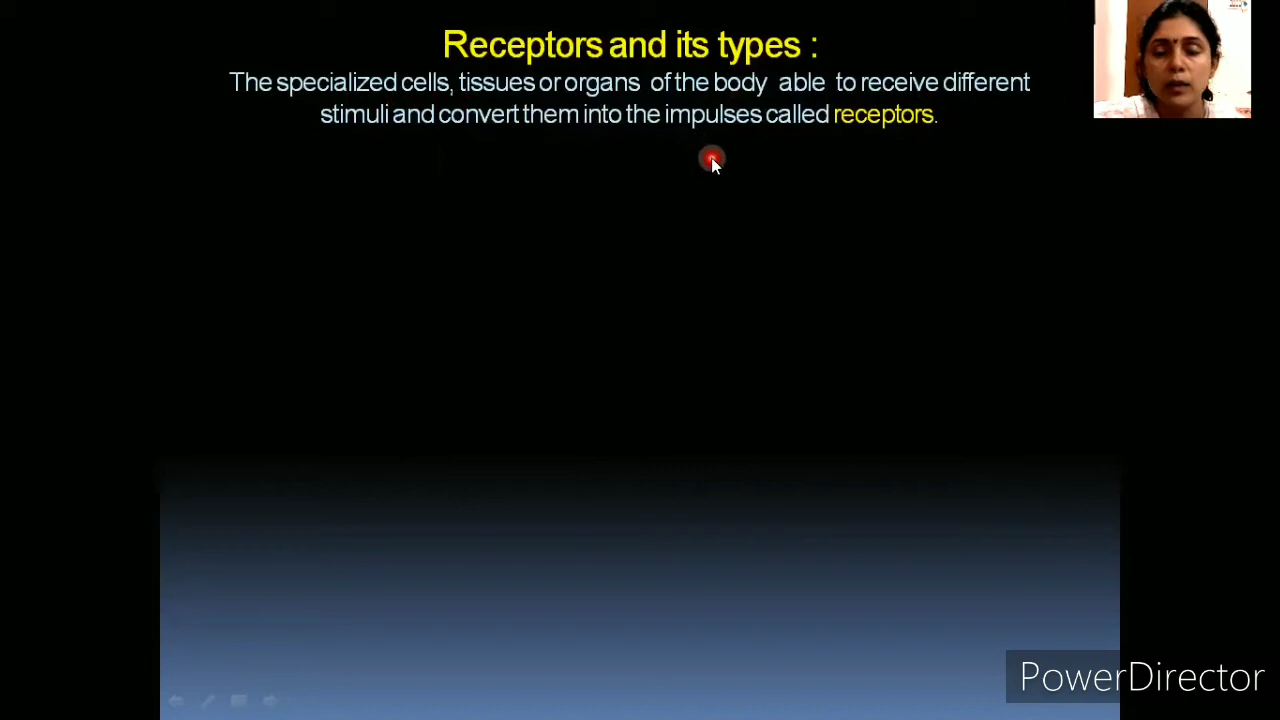 Receptors and its types :
The specialized cells, tissues or organs of the body able to receive different
stimuli and convert them into the impulses called receptors.
PowerDirector